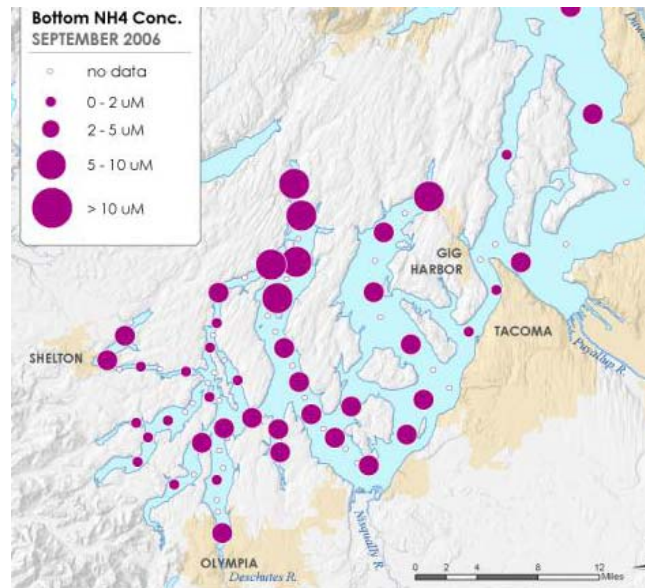 Bottom NH4 Conc.
SEPTEMBER 2006
no data
0 - 2 uM
2 - 5 uM
5 - 10 uM
> 10 uM
GIG
HARBOR
TACOMA
SHELTON
Puyallup R.
Nisqually R.
OLYMPIA
Deschutes R.
0 2 4 8 12
Miles